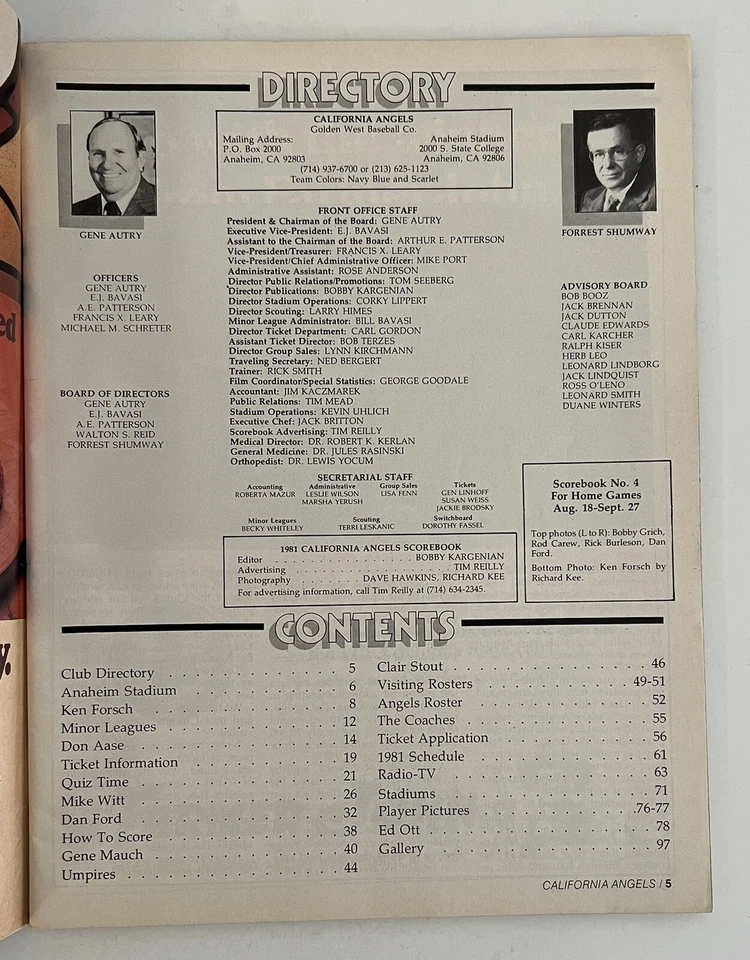 DIRECTORY
CALIFORNIA ANGELS
Golden West Baseball Co.
Mailing Address:
P.O. Box 2000
Anaheim, CA 92803
Anaheim Stadium
2000 S. State College
Anaheim, CA 92806
(714) 937-6700 or (213) 625-1123
Team Colors: Navy Blue and Scarlet
GENE AUTRY
FORREST SHUMWAY
OFFICERS
GENE AUTRY
E.J. BAVASI
A.E. PATTERSON
FRANCIS X. LEARY
MICHAEL M. SCHRETER
BOARD OF DIRECTORS
GENE AUTRY
E.J. BAVASI
A.E. PATTERSON
WALTON S. REID
FORREST SHUMWAY
FRONT OFFICE STAFF
President & Chairman of the Board: GENE AUTRY
Executive Vice-President: E.J. BAVASI
Assistant to the Chairman of the Board: ARTHUR E. PATTERSON
Vice-President/Treasurer: FRANCIS X. LEARY
Vice-President/Chief Administrative Officer: MIKE PORT
Administrative Assistant: ROSE ANDERSON
Director Public Relations/Promotions: TOM SEEBERG
Director Publications: BOBBY KARGENIAN
Director Stadium Operations: CORKY LIPPERT
Director Scouting: LARRY HIMES
Minor League Administrator: BILL BAVASI
Director Ticket Department: CARL GORDON
Assistant Ticket Director: BOB TERZES
Director Group Sales: LYNN KIRCHMANN
Traveling Secretary: NED BERGERT
Trainer: RICK SMITH
Film Coordinator/Special Statistics: GEORGE GOODALE
Accountant: JIM KACZMAREK
Public Relations: TIM MEAD
Stadium Operations: KEVIN UHLICH
Executive Chef: JACK BRITTON
Scorebook Advertising: TIM REILLY
Medical Director: DR. ROBERT K. KERLAN
General Medicine: DR. JULES RASINSKI
Orthopedist: DR. LEWIS YOCUM
ADVISORY BOARD
BOB BOOZ
JACK BRENNAN
JACK DUTTON
CLAUDE EDWARDS
CARL KARCHER
RALPH KISER
HERB LEO
LEONARD LINDBORG
JACK LINDQUIST
ROSS O'LENO
LEONARD SMITH
DUANE WINTERS
SECRETARIAL STAFF
Accounting
ROBERTA MAZUR
Administrative
LESLIE WILSON
MARSHA YERUSH
Group Sales
LISA FENN
Tickets
GEN LINHOFF
SUSAN WEISS
JACKIE BRODSKY
Minor Leagues
BECKY WHITELEY
Scouting
TERRI LESKANIC
Switchboard
DOROTHY FASSEL
1981 CALIFORNIA ANGELS SCOREBOOK
Editor . . . . . . . . . . . . . . . . . . . . BOBBY KARGENIAN
Advertising . . . . . . . . . . . . . . . . . . . . . . TIM REILLY
Photography . . . . . . . . . . . DAVE HAWKINS, RICHARD KEE
For advertising information, call Tim Reilly at (714) 634-2345.
Scorebook No. 4
For Home Games
Aug. 18-Sept. 27
Top photos (L to R): Bobby Grich,
Rod Carew, Rick Burleson, Dan
Ford.
Bottom Photo: Ken Forsch by
Richard Kee.
CONTENTS
Club Directory . . . . . . . . . . 5
Anaheim Stadium . . . . . . . . . . 6
Ken Forsch . . . . . . . . . . 8
Minor Leagues . . . . . . . . . . 12
Don Aase . . . . . . . . . . 14
Ticket Information . . . . . . . . . . 19
Quiz Time . . . . . . . . . . 21
Mike Witt . . . . . . . . . . 26
Dan Ford . . . . . . . . . . 32
How To Score . . . . . . . . . . 38
Gene Mauch . . . . . . . . . . 40
Umpires . . . . . . . . . . 44
Clair Stout . . . . . . . . . . 46
Visiting Rosters . . . . . . . . . . 49-51
Angels Roster . . . . . . . . . . 52
The Coaches . . . . . . . . . . 55
Ticket Application . . . . . . . . . . 56
1981 Schedule . . . . . . . . . . 61
Radio-TV . . . . . . . . . . 63
Stadiums . . . . . . . . . . 71
Player Pictures . . . . . . . . . . 76-77
Ed Ott . . . . . . . . . . 78
Gallery . . . . . . . . . . 97
CALIFORNIA ANGELS / 5